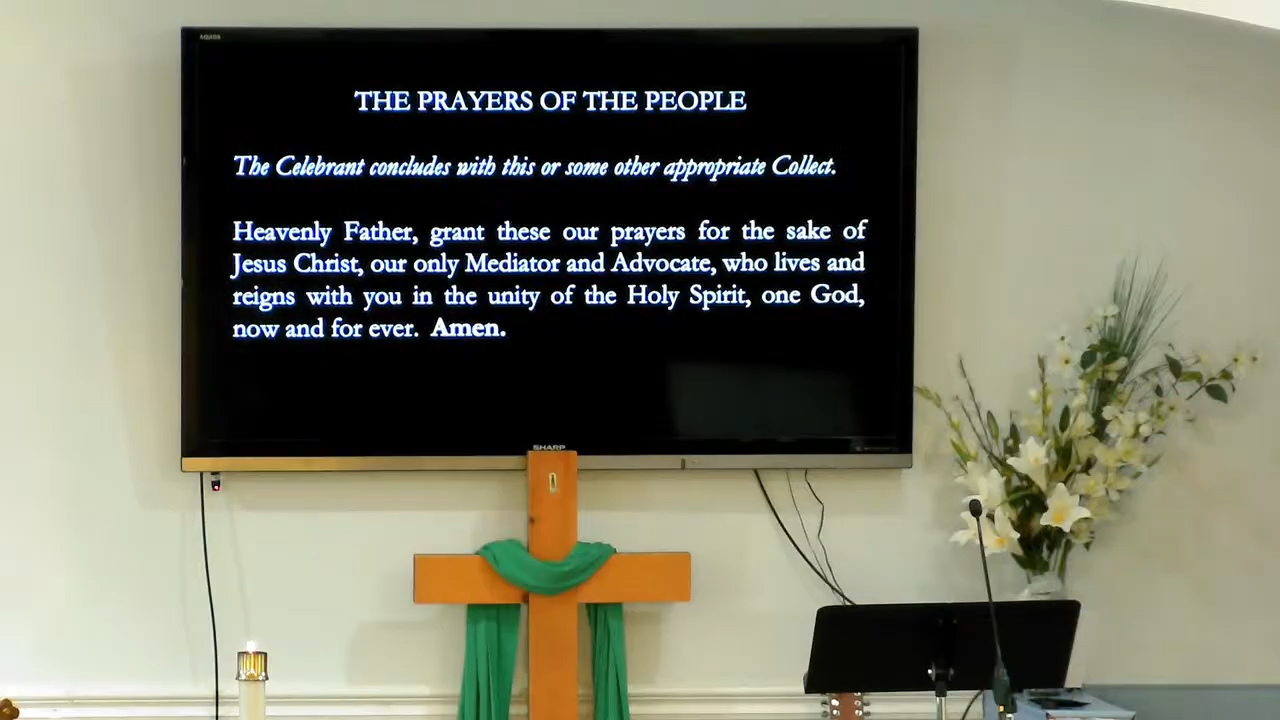 AQUOS
THE PRAYERS OF THE PEOPLE
The Celebrant concludes with this or some other appropriate Collect.
Heavenly Father, grant these our prayers for the sake of
Jesus Christ, our only Mediator and Advocate, who lives and
reigns with you in the unity of the Holy Spirit, one God,
now and for ever. Amen.
SHARP